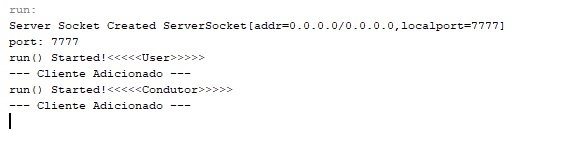 run:
Server Socket Created ServerSocket[addr=0.0.0.0/0.0.0.0,localport=7777]
port: 7777
run() Started!<<<<<User>>>>>
--- Cliente Adicionado ---
run() Started!<<<<<Condutor>>>>>
--- Cliente Adicionado ---